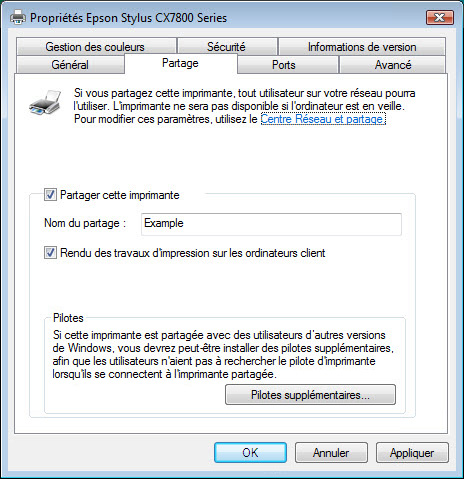 Propriétés Epson Stylus CX7800 Series
Gestion des couleurs Sécurité Informations de version
Général Partage Ports Avancé
Si vous partagez cette imprimante, tout utilisateur sur votre réseau pourra
l'utiliser. L'imprimante ne sera pas disponible si l'ordinateur est en veille.
Pour modifier ces paramètres, utilisez le Centre Réseau et partage
Partager cette imprimante
Nom du partage : Example
Rendu des travaux d'impression sur les ordinateurs client
Pilotes
Si cette imprimante est partagée avec des utilisateurs d'autres versions
de Windows, vous devrez peut-être installer des pilotes supplémentaires,
afin que les utilisateurs n'aient pas à rechercher le pilote d'imprimante
lorsqu'ils se connectent à l'imprimante partagée.
Pilotes supplémentaires...
OK Annuler Appliquer